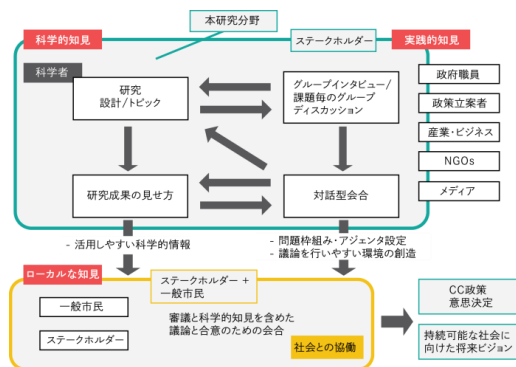 本研究分野
科学的知見
ステークホルダー
実践的知見
科学者
研究
設計/トピック
グループインタビュー/
課題毎のグループ
ディスカッション
政府職員
政策立案者
産業・ビジネス
NGOs
メディア
研究成果の見せ方
対話型会合
- 活用しやすい科学的情報
- 問題枠組み・アジェンタ設定
- 議論を行いやすい環境の創造
ローカルな知見
ステークホルダー +
一般市民
一般市民
ステークホルダー
審議と科学的知見を含めた
議論と合意のための会合
社会との協働
CC政策
意思決定
持続可能な社会に
向けた将来ビジョン